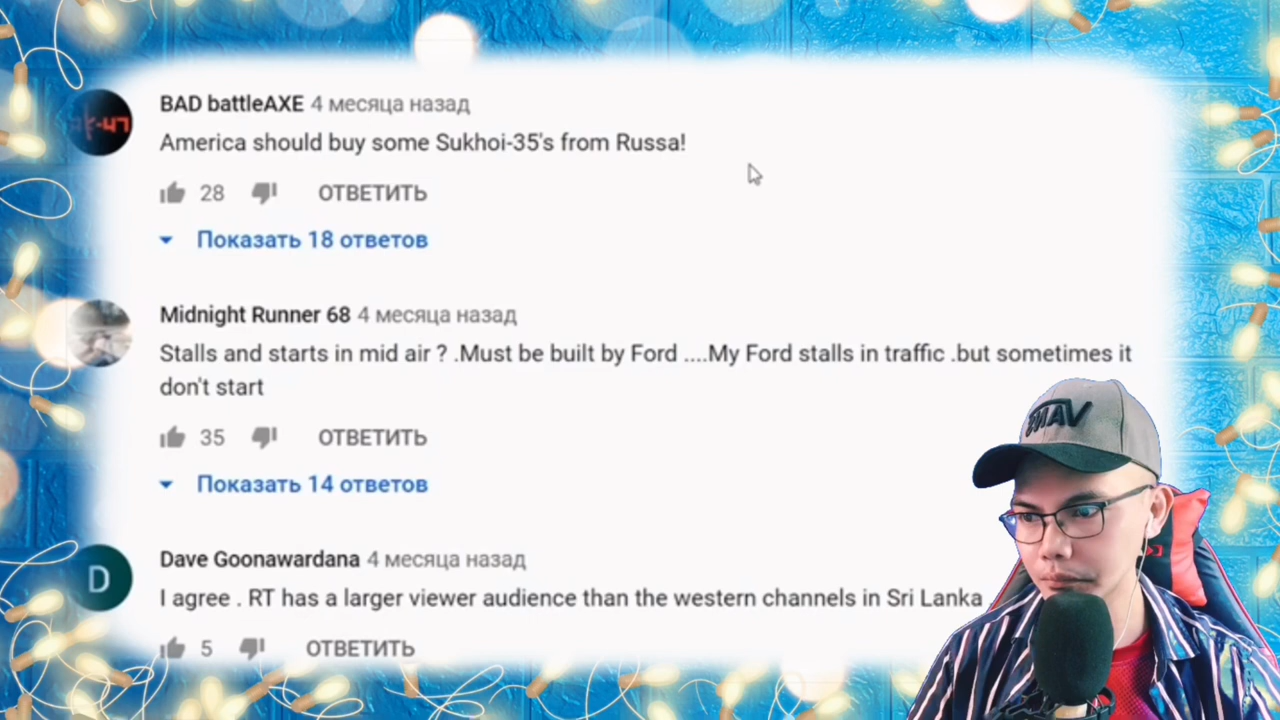 BAD battleAXE 4 месяца назад
America should buy some Sukhoi-35's from Russa!
28 ОТВЕТИТЬ
Показать 18 ответов
Midnight Runner 68 4 месяца назад
Stalls and starts in mid air ? .Must be built by Ford ....My Ford stalls in traffic .but sometimes it
don't start
35 ОТВЕТИТЬ
Показать 14 ответов
VANS
D
Dave Goonawardana 4 месяца назад
I agree . RT has a larger viewer audience than the western channels in Sri Lanka
5 ОТВЕТИТЬ